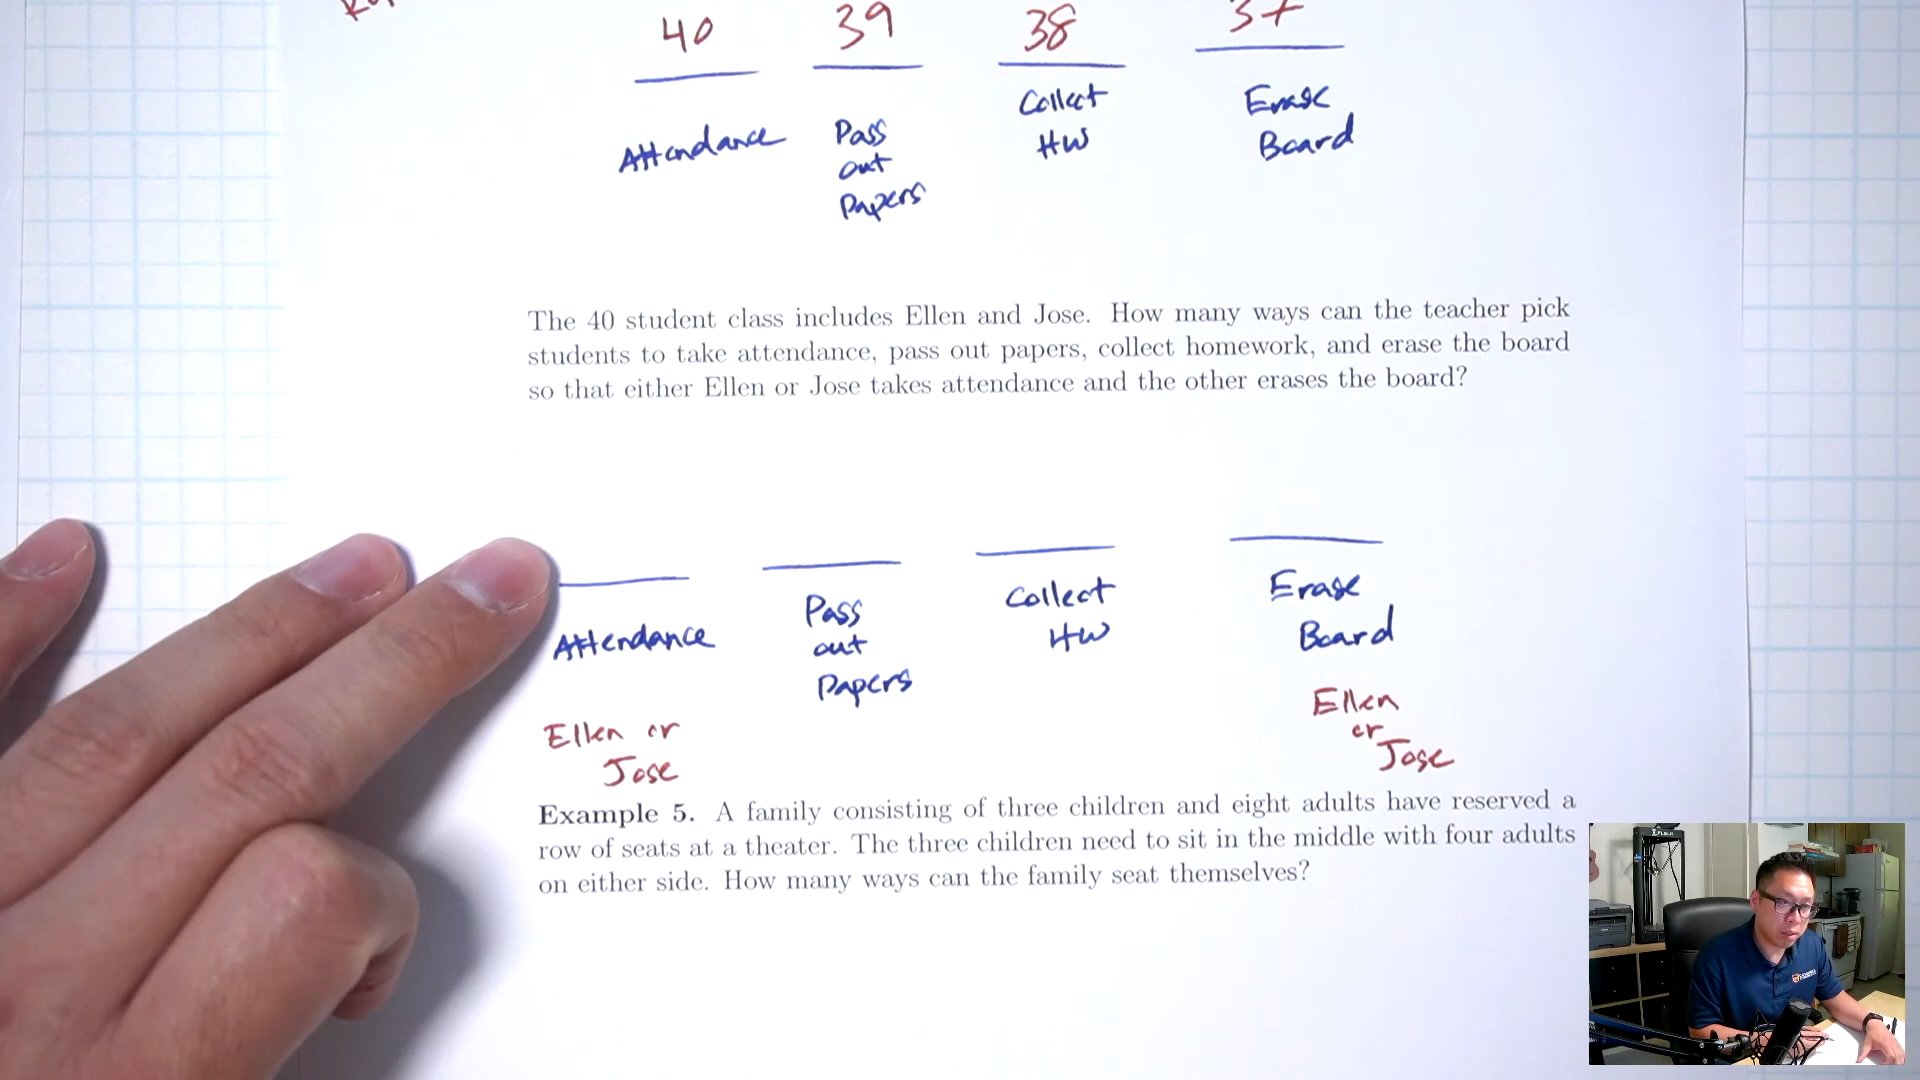 40 39 38 37
Attendance
Pass
out
Papers
Collect
HW
Erase
Board
The 40 student class includes Ellen and Jose. How many ways can the teacher pick
students to take attendance, pass out papers, collect homework, and erase the board
so that either Ellen or Jose takes attendance and the other erases the board?
Attendance
Pass
out
Papers
Collect
HW
Erase
Board
Ellen or
Jose
Ellen
or
Jose
Example 5. A family consisting of three children and eight adults have reserved a
row of seats at a theater. The three children need to sit in the middle with four adults
on either side. How many ways can the family seat themselves?